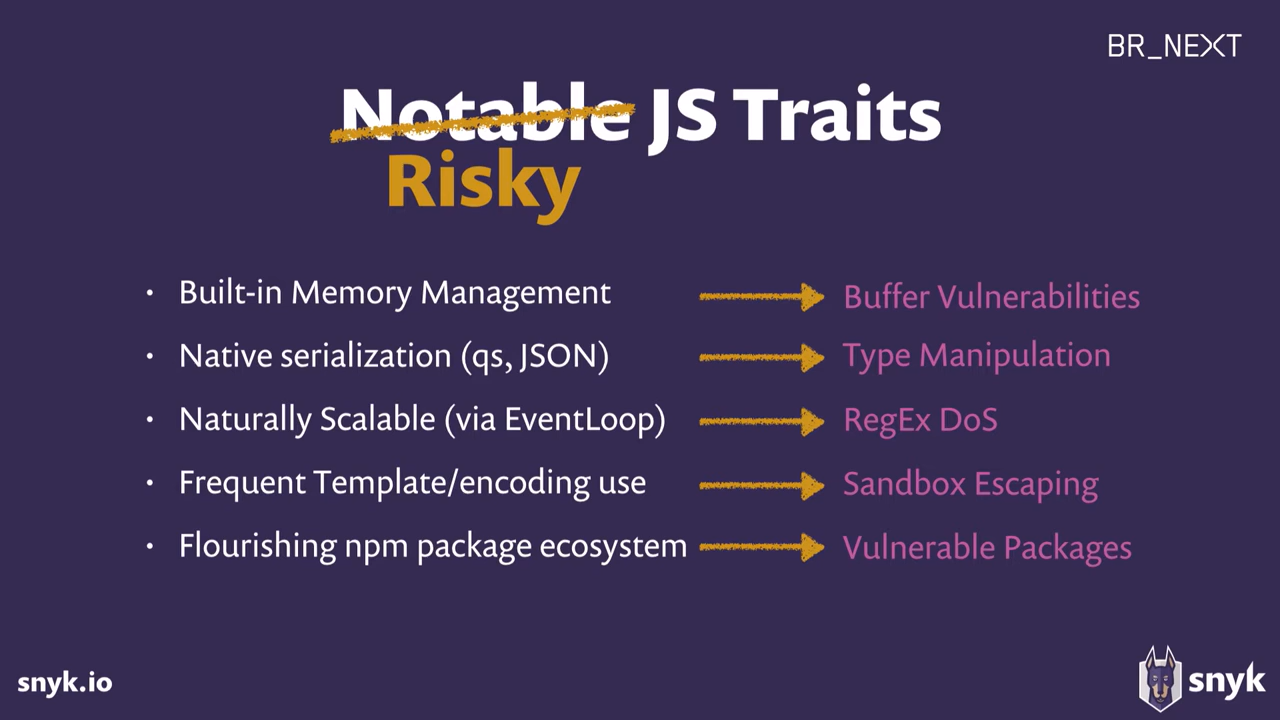 BR_NEXT
Notable JS Traits
Risky
• Built-in Memory Management Buffer Vulnerabilities
• Native serialization (qs, JSON) Type Manipulation
• Naturally Scalable (via EventLoop) RegEx DoS
• Frequent Template/encoding use Sandbox Escaping
• Flourishing npm package ecosystem Vulnerable Packages
snyk.io snyk